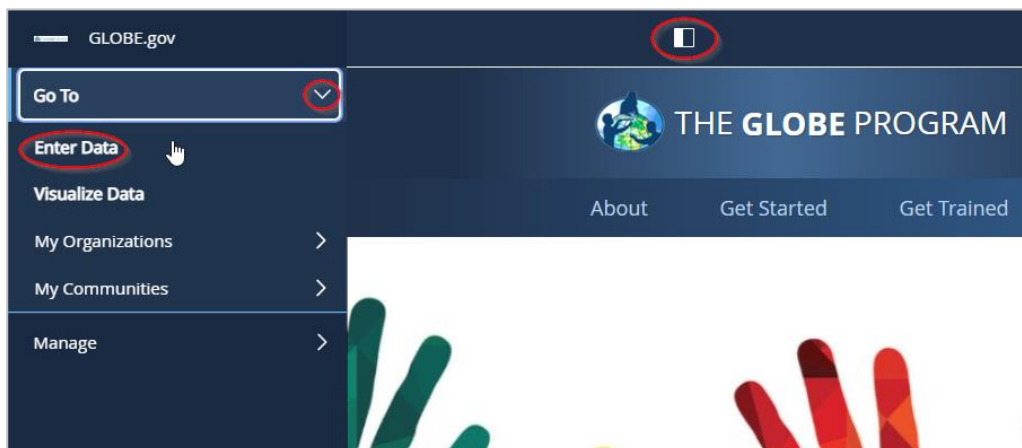 GLOBE.gov
Go To
Enter Data
Visualize Data
My Organizations
My Communities
Manage
THE GLOBE PROGRAM
About Get Started Get Trained